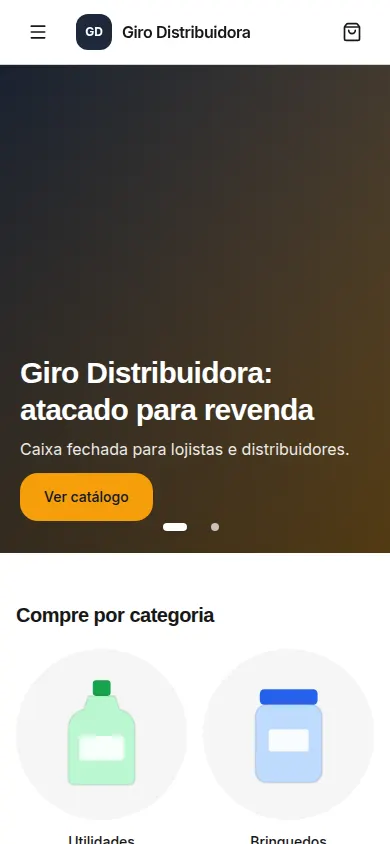 GD
Giro Distribuidora
Giro Distribuidora:
atacado para revenda
Caixa fechada para lojistas e distribuidores.
Ver catálogo
Compre por categoria
Utilidades
Brinquedos